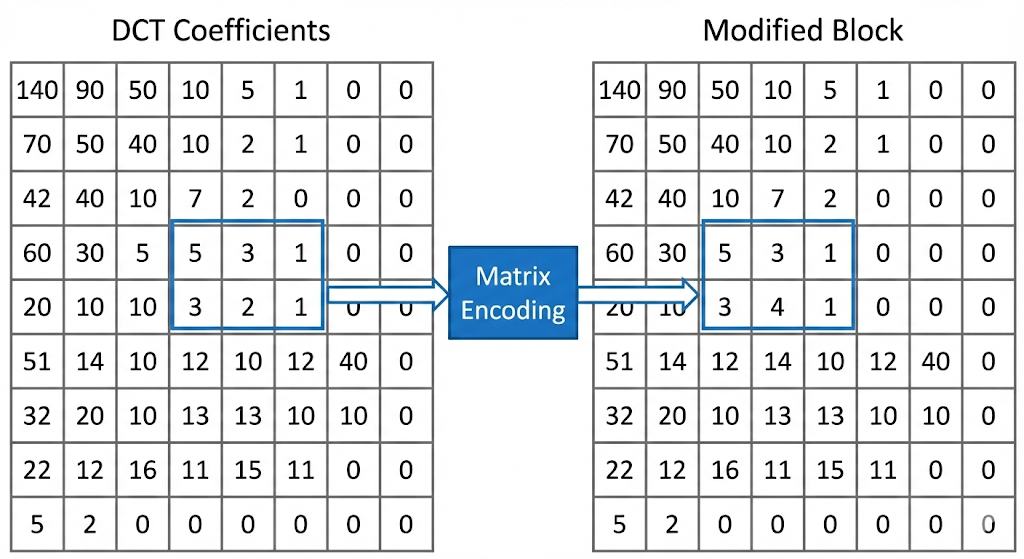 DCT Coefficients
140 90 50 10 5 1 0 0
70 50 40 10 2 1 0 0
42 40 10 7 2 0 0 0
60 30 5 5 3 1 0 0
20 10 10 3 2 1 0 0
51 14 10 12 10 12 40 0
32 20 10 13 13 10 10 0
22 12 16 11 15 11 0 0
5 2 0 0 0 0 0 0
Matrix
Encoding
Modified Block
140 90 50 10 5 1 0 0
70 50 40 10 2 1 0 0
42 40 10 7 2 0 0 0
60 30 5 3 1 0 0 0
20 10 3 4 1 0 0 0
51 14 12 14 10 12 40 0
32 20 10 13 13 10 10 0
22 12 16 11 15 11 0 0
5 2 0 0 0 0 0 0